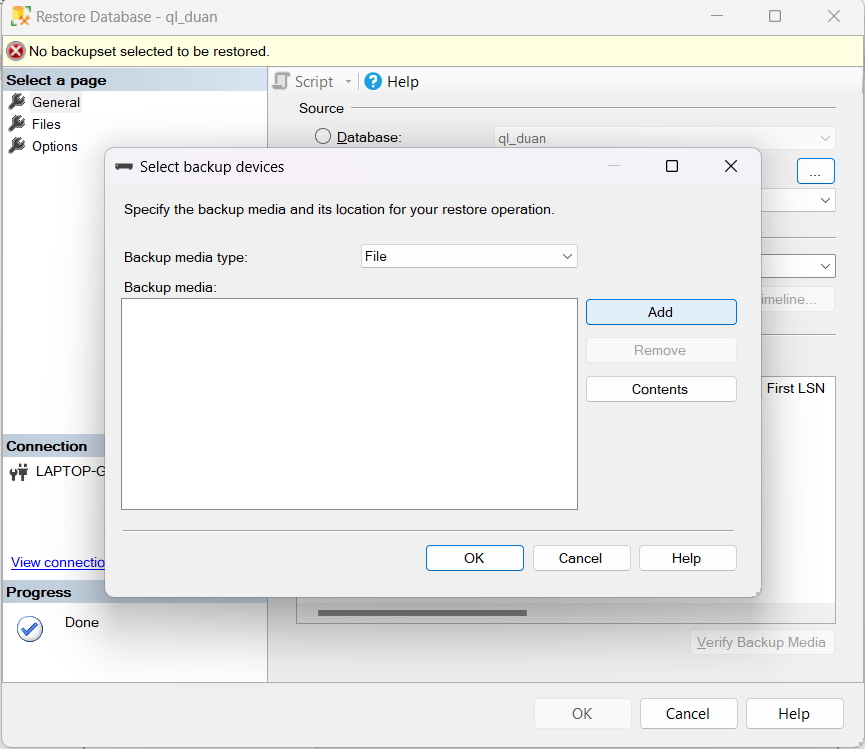 Restore Database - ql_duan
No backupset selected to be restored.
Select a page
General
Files
Options
Script
Help
Source
Database:
ql_duan
...
Select backup devices
Specify the backup media and its location for your restore operation.
Backup media type:
File
Backup media:
Add
Remove
Contents
OK
Cancel
Help
imeline...
First LSN
Connection
LAPTOP-G
View connectio
Progress
Done
Verify Backup Media
OK
Cancel
Help